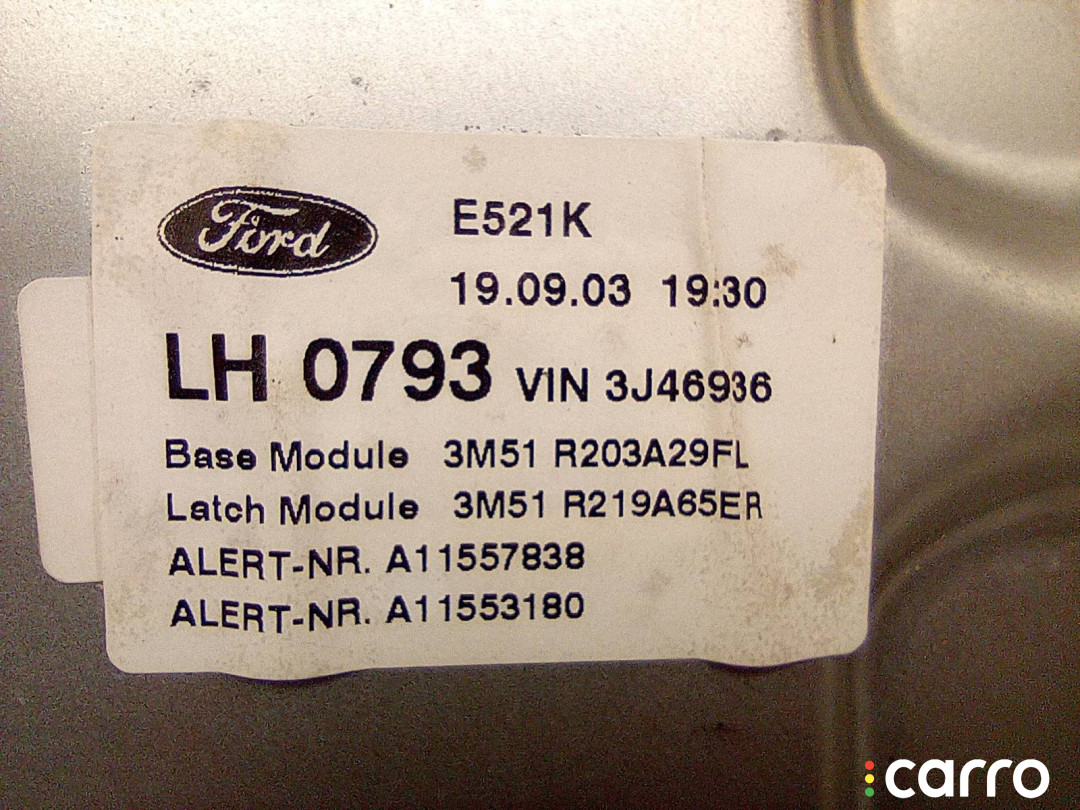 Ford
E521K
19.09.03 19:30
LH 0793 VIN 3J46936
Base Module 3M51 R203A29FL
Latch Module 3M51 R219A65ER
ALERT-NR. A11557838
ALERT-NR. A11553180
carro